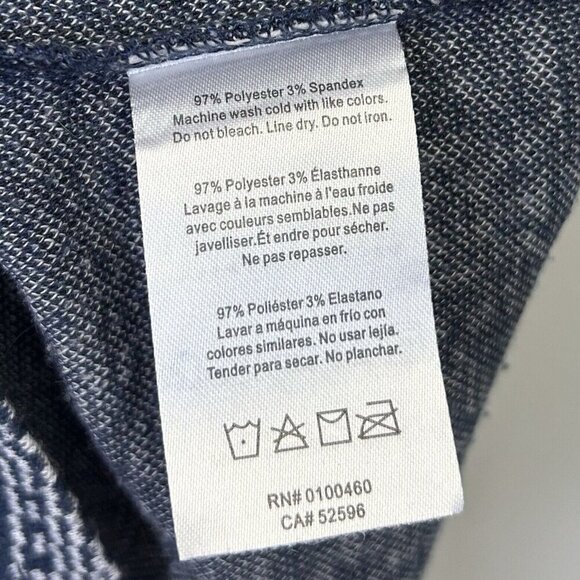 97% Polyester 3% Spandex
Machine wash cold with like colors.
Do not bleach. Line dry. Do not iron.
97% Polyester 3% Élasthanne
Lavage à la machine à l'eau froide
avec couleurs semblables.Ne pas
javelliser.Ét endre pour sécher.
Ne pas repasser.
97% Poliéster 3% Elastano
Lavar a máquina en frio con
colores similares. No usar lejía.
Tender para secar. No planchar.
RN# 0100460
CA# 52596